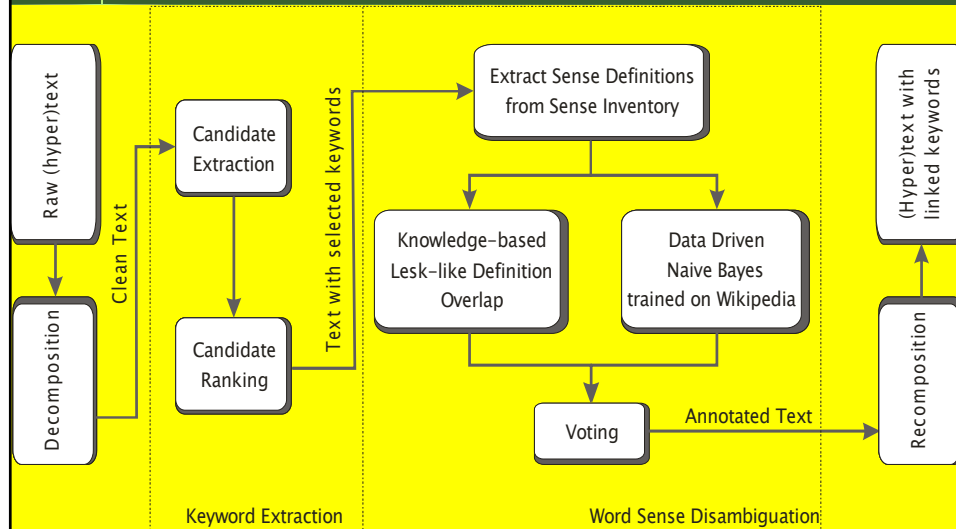 Raw (hyper)text
Decomposition
Clean Text
Candidate
Extraction
Candidate
Ranking
Text with selected keywords
Extract Sense Definitions
from Sense Inventory
Knowledge-based
Lesk-like Definition
Overlap
Data Driven
Naive Bayes
trained on Wikipedia
Voting
Annotated Text
Recomposition
(Hyper)text with
linked keywords
Keyword Extraction
Word Sense Disambiguation